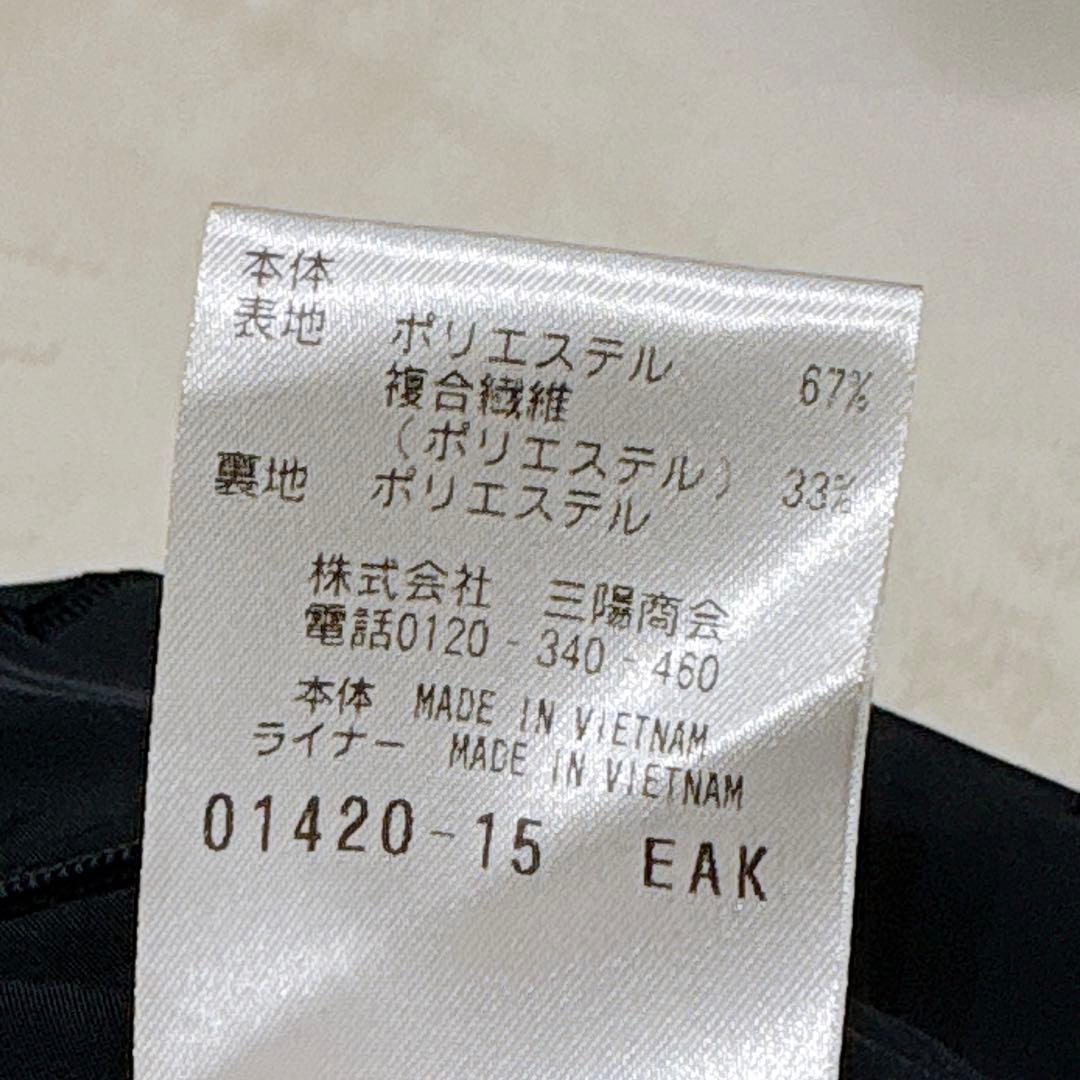 本体
表地 ポリエステル 67%
複合繊維
(ポリエステル) 33%
裏地 ポリエステル
株式会社 三陽商会
電話0120-340-460
本体 MADE IN VIETNAM
ライナー MADE IN VIETNAM
01420-15 EAK